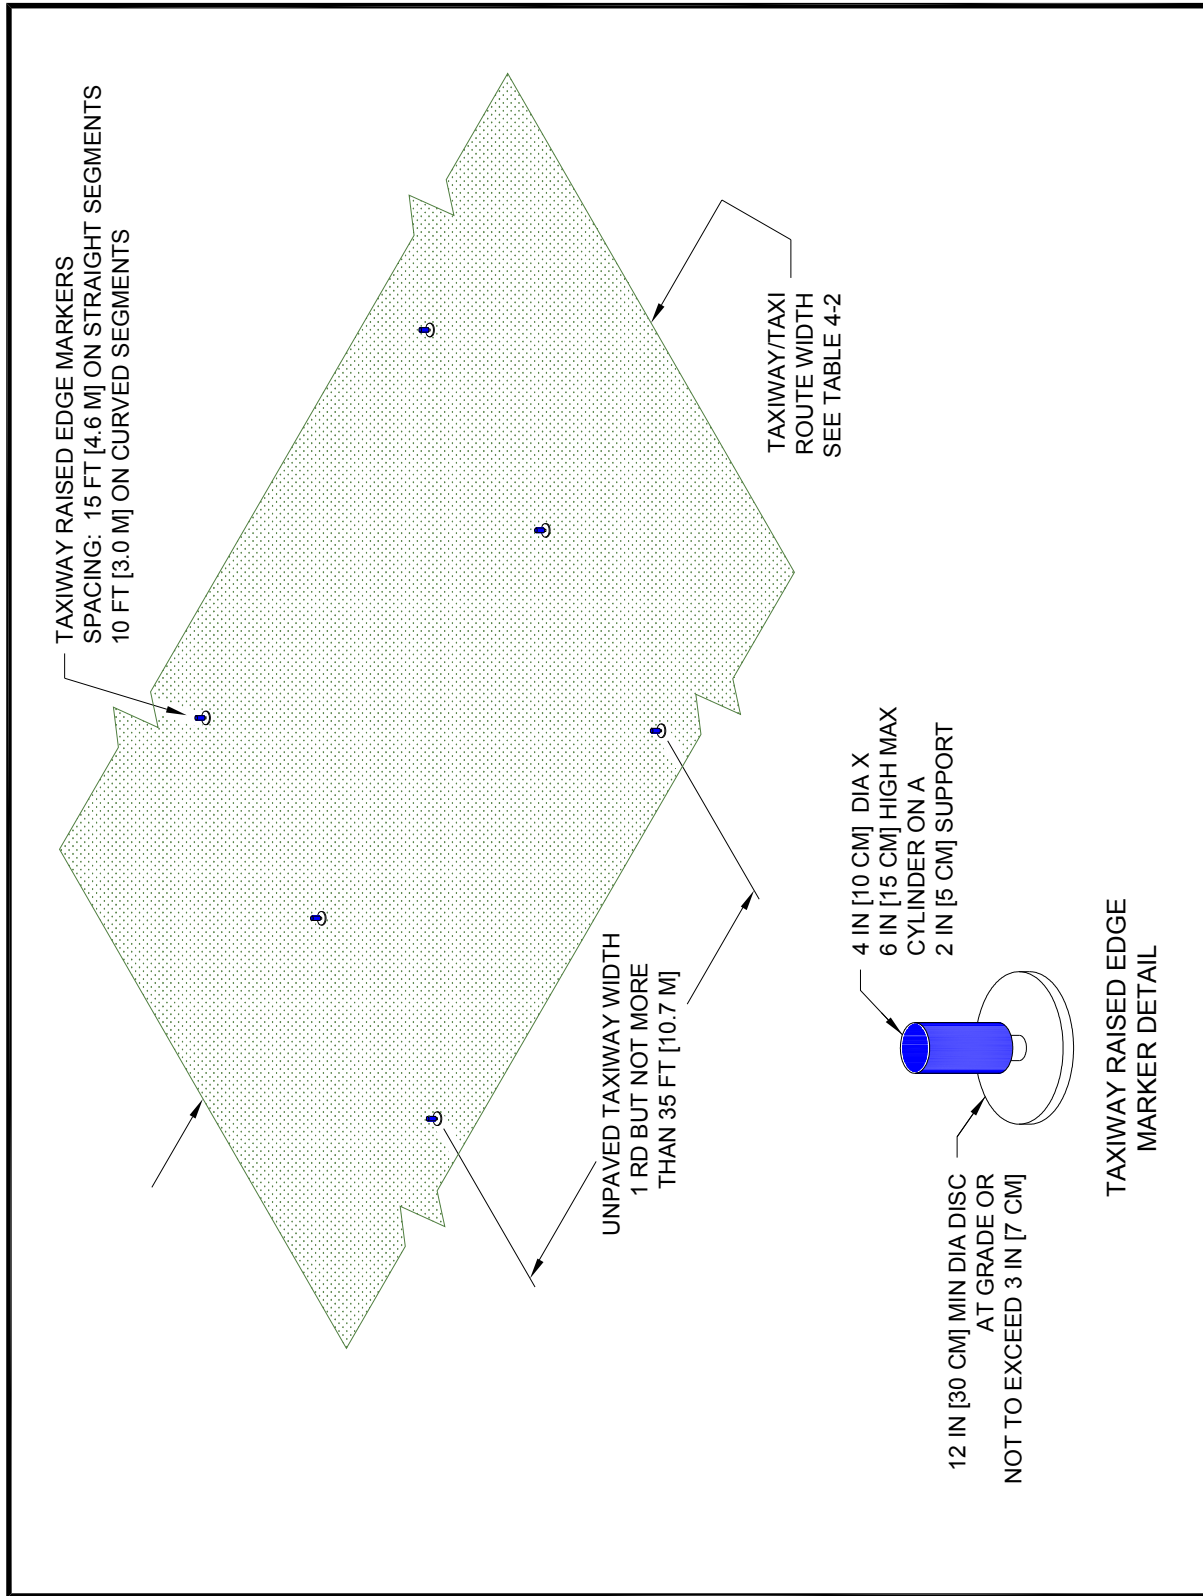 TAXIWAY RAISED EDGE MARKERS
SPACING: 15 FT [4.6 M] ON STRAIGHT SEGMENTS
10 FT [3.0 M] ON CURVED SEGMENTS
UNPAVED TAXIWAY WIDTH
1 RD BUT NOT MORE
THAN 35 FT [10.7 M]
TAXIWAY/TAXI
ROUTE WIDTH
SEE TABLE 4-2
12 IN [30 CM] MIN DIA DISC
AT GRADE OR
NOT TO EXCEED 3 IN [7 CM]
4 IN [10 CM] DIA X
6 IN [15 CM] HIGH MAX
CYLINDER ON A
2 IN [5 CM] SUPPORT
TAXIWAY RAISED EDGE
MARKER DETAIL